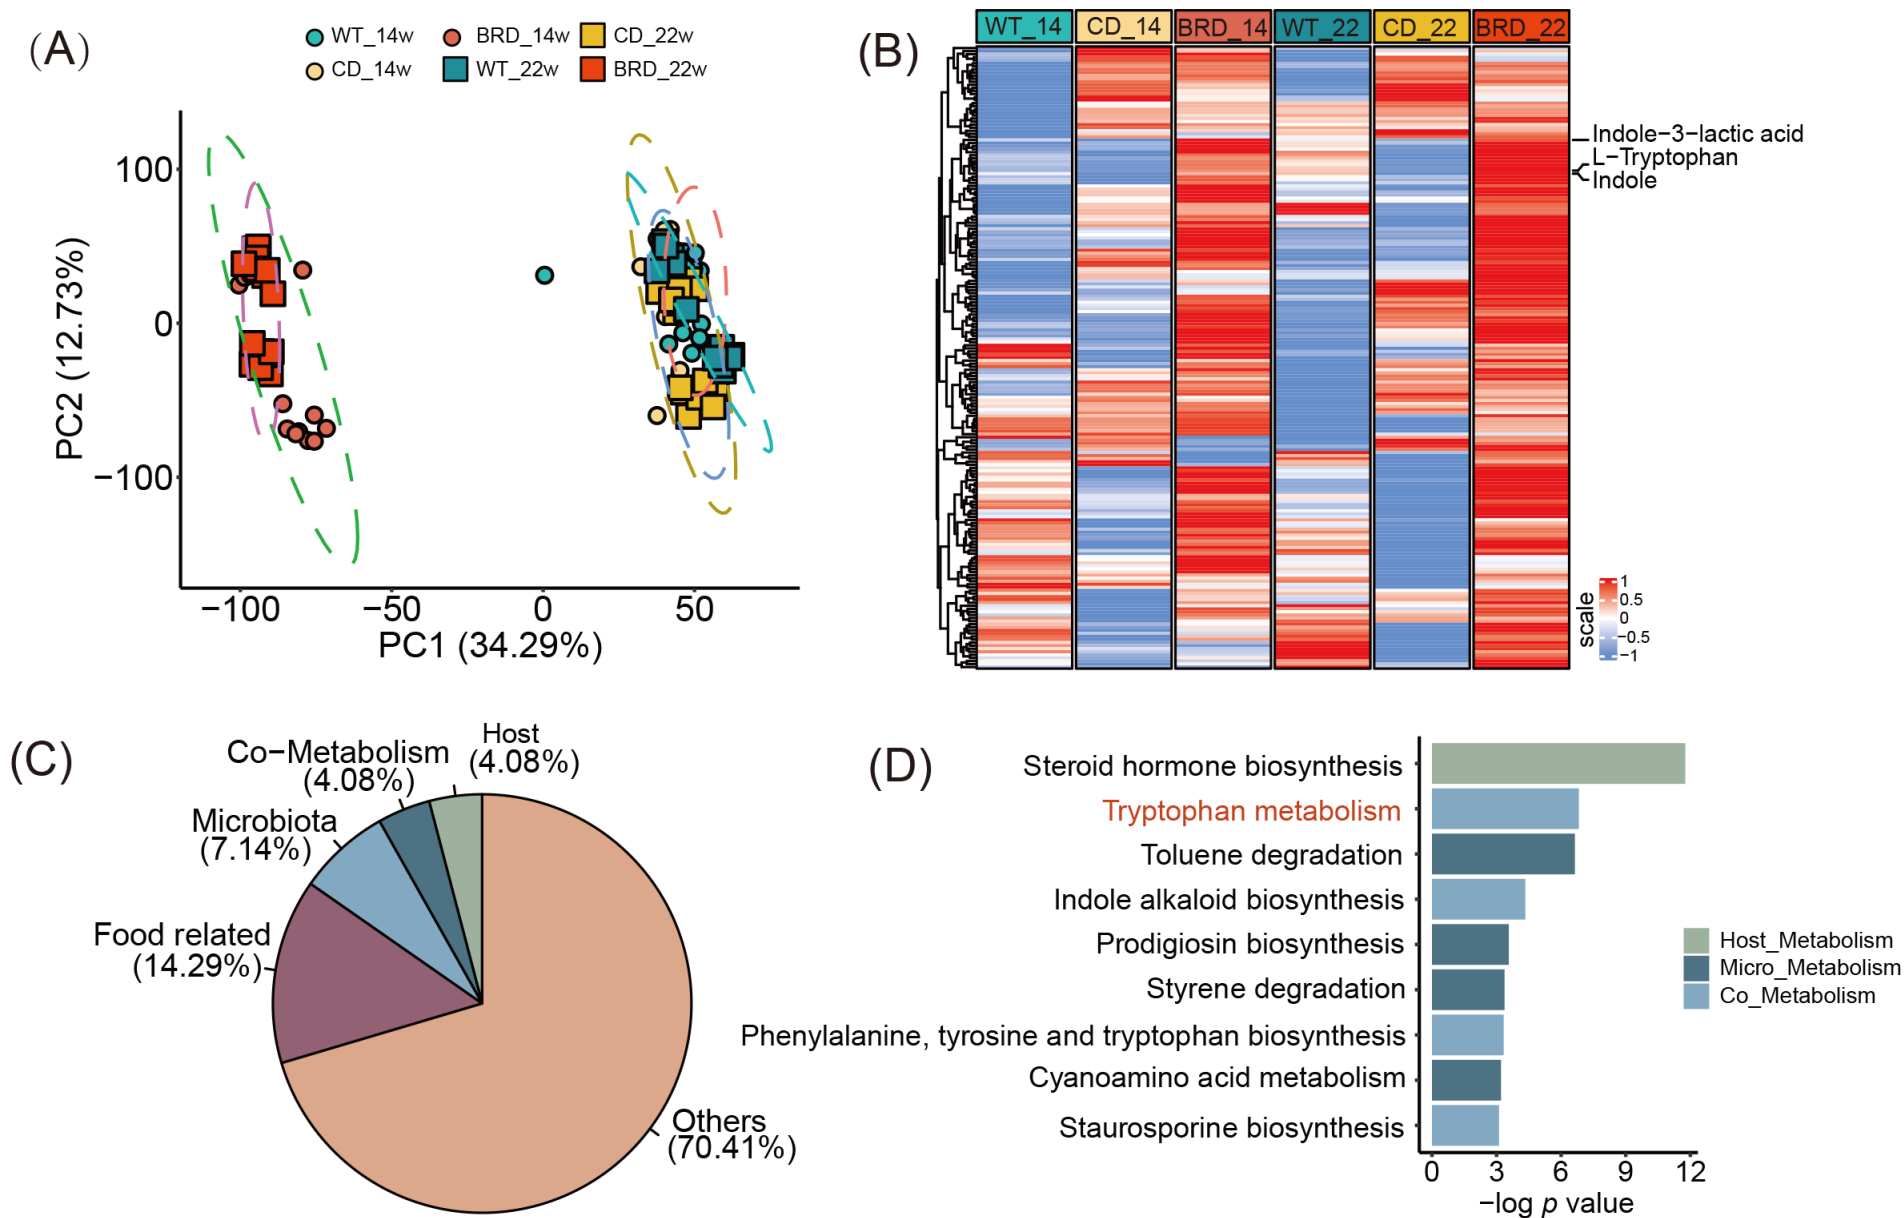 (A)
WT_14w
BRD_14w
CD_22w
CD_14w
WT_22w
BRD_22w
100
0
−100
PC2 (12.73%)
−100
−50
0
50
PC1 (34.29%)
(B)
WT_14
CD_14
BRD_14
WT_22
CD_22
BRD_22
Indole−3−lactic acid
L−Tryptophan
Indole
scale
1
0.5
0
−0.5
−1
(C)
Host
(4.08%)
Co−Metabolism
(4.08%)
Microbiota
(7.14%)
Food related
(14.29%)
Others
(70.41%)
(D)
Steroid hormone biosynthesis
Tryptophan metabolism
Toluene degradation
Indole alkaloid biosynthesis
Prodigiosin biosynthesis
Styrene degradation
Phenylalanine, tyrosine and tryptophan biosynthesis
Cyanoamino acid metabolism
Staurosporine biosynthesis
0
3
6
9
12
−log p value
Host_Metabolism
Micro_Metabolism
Co_Metabolism